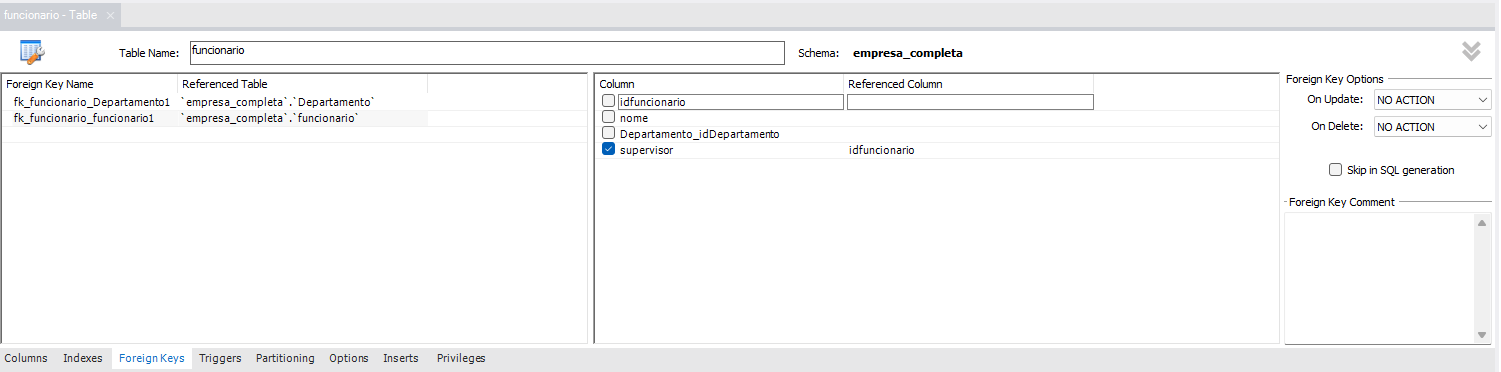 funcionario - Table ×
Table Name: funcionario Schema: empresa_completa
Foreign Key Name Referenced Table
fk_funcionario_Departamento1 `empresa_completa`.`Departamento`
fk_funcionario_funcionario1 `empresa_completa`.`funcionario`
Column Referenced Column
idfuncionario
nome
Departamento_idDepartamento
supervisor idfuncionario
Foreign Key Options
On Update: NO ACTION
On Delete: NO ACTION
Skip in SQL generation
Foreign Key Comment
Columns Indexes Foreign Keys Triggers Partitioning Options Inserts Privileges